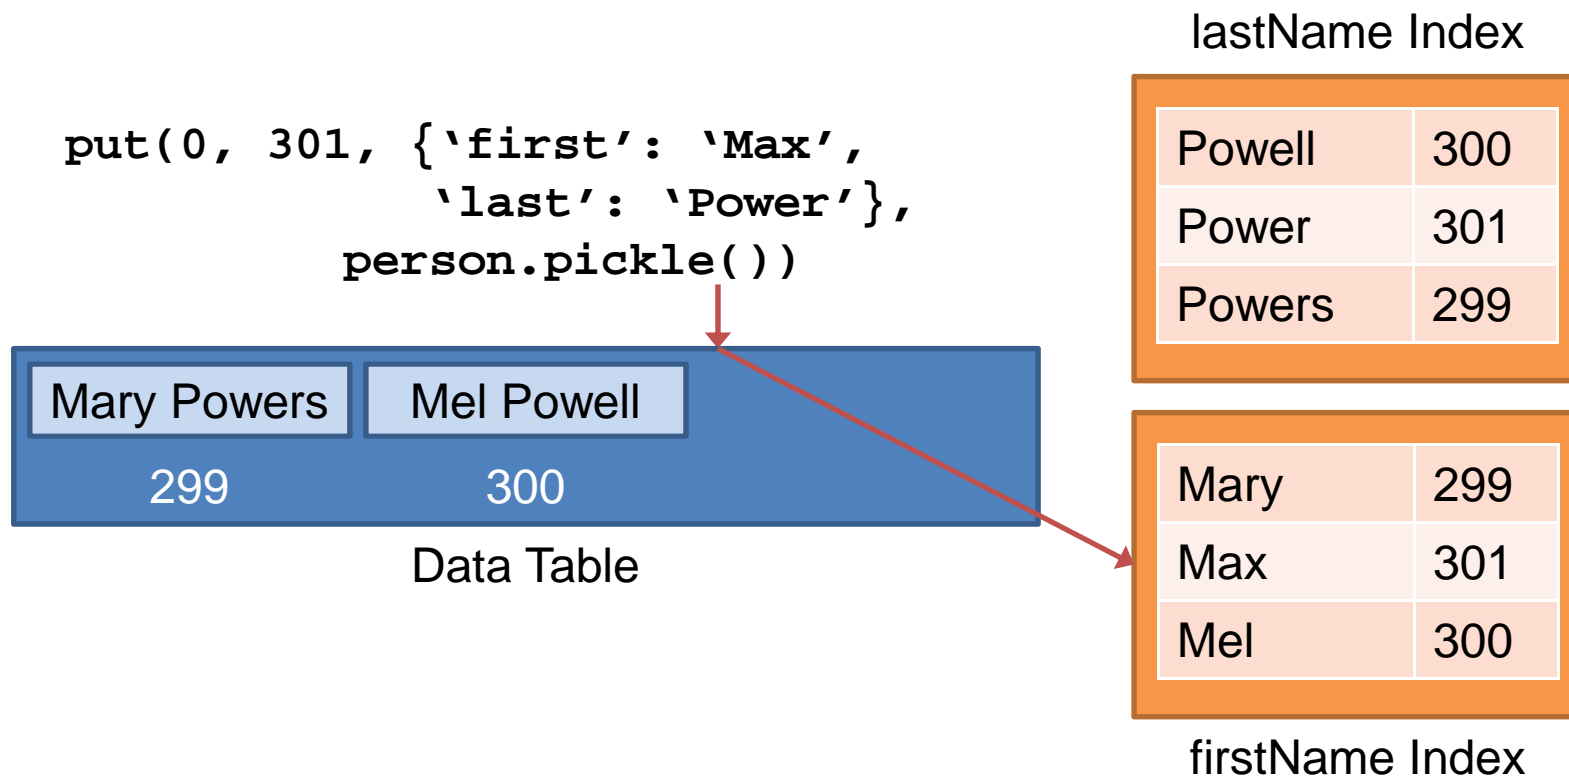 lastName Index
put(0, 301, {‘first’: ‘Max’,
‘last’: ‘Power’},
person.pickle())
Powell 300
Power 301
Powers 299
Mary Powers Mel Powell
299 300
Data Table
Mary 299
Max 301
Mel 300
firstName Index